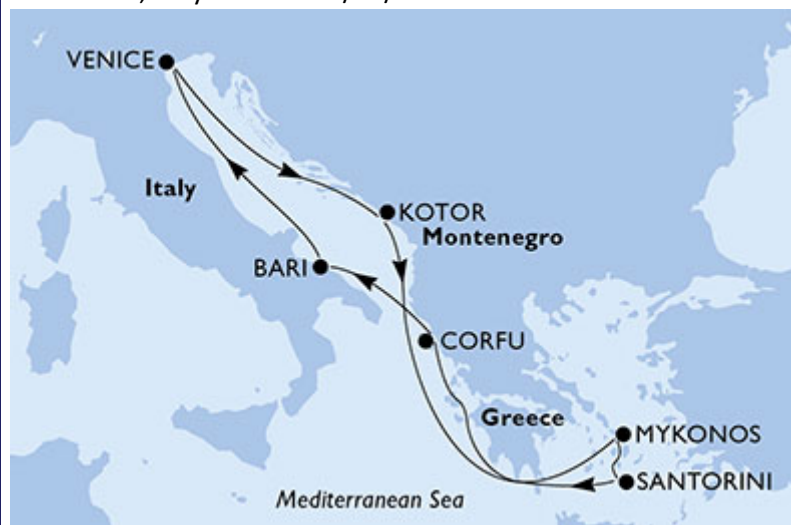 VENICE
Italy
KOTOR
Montenegro
BARI
CORFU
Greece
MYKONOS
SANTORINI
Mediterranean Sea